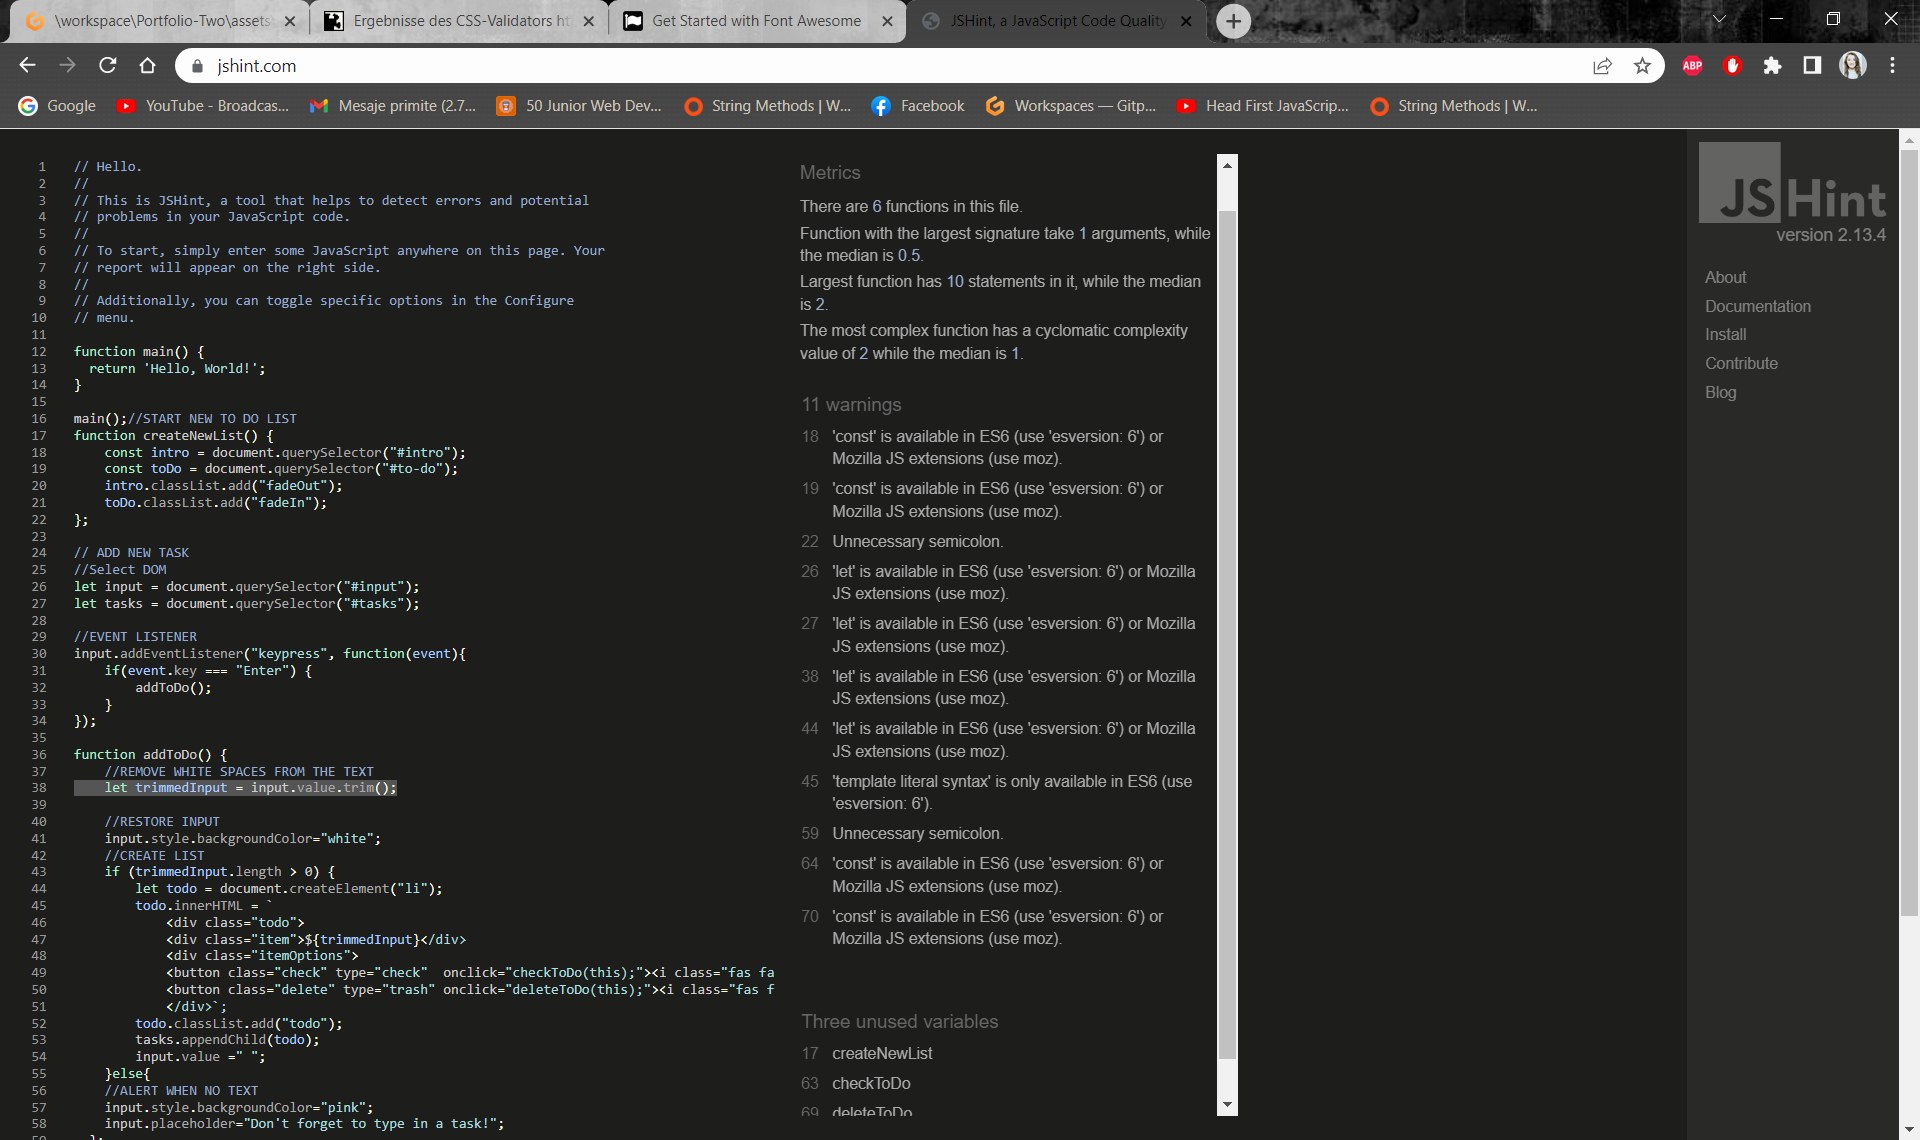 \workspace\Portfolio-Two\assets
Ergebnisse des CSS-Validators ht
Get Started with Font Awesome
JSHint, a JavaScript Code Quality
jshint.com
ABP
Google
YouTube - Broadcas...
Mesaje primite (2.7...
50 Junior Web Dev...
String Methods | W...
Facebook
Workspaces — Gitp...
Head First JavaScrip...
String Methods | W...
1 // Hello.
2 //
3 // This is JSHint, a tool that helps to detect errors and potential
4 // problems in your JavaScript code.
5 //
6 // To start, simply enter some JavaScript anywhere on this page. Your
7 // report will appear on the right side.
8 //
9 // Additionally, you can toggle specific options in the Configure
10 // menu.
11
12 function main() {
13   return 'Hello, World!';
14 }
15
16 main();//START NEW TO DO LIST
17 function createNewList() {
18     const intro = document.querySelector("#intro");
19     const toDo = document.querySelector("#to-do");
20     intro.classList.add("fadeOut");
21     toDo.classList.add("fadeIn");
22 };
23
24 // ADD NEW TASK
25 //Select DOM
26 let input = document.querySelector("#input");
27 let tasks = document.querySelector("#tasks");
28
29 //EVENT LISTENER
30 input.addEventListener("keypress", function(event){
31     if(event.key === "Enter") {
32         addToDo();
33     }
34 });
35
36 function addToDo() {
37     //REMOVE WHITE SPACES FROM THE TEXT
38     let trimmedInput = input.value.trim();
39
40     //RESTORE INPUT
41     input.style.backgroundColor="white";
42     //CREATE LIST
43     if (trimmedInput.length > 0) {
44         let todo = document.createElement("li");
45         todo.innerHTML = `
46             <div class="todo">
47             <div class="item">${trimmedInput}</div>
48             <div class="itemOptions">
49             <button class="check" type="check"  onclick="checkToDo(this);"><i class="fas fa
50             <button class="delete" type="trash" onclick="deleteToDo(this);"><i class="fas f
51             </div>`;
52         todo.classList.add("todo");
53         tasks.appendChild(todo);
54         input.value =" ";
55     }else{
56     //ALERT WHEN NO TEXT
57     input.style.backgroundColor="pink";
58     input.placeholder="Don't forget to type in a task!";
Metrics
There are 6 functions in this file.
Function with the largest signature take 1 arguments, while
the median is 0.5.
Largest function has 10 statements in it, while the median
is 2.
The most complex function has a cyclomatic complexity
value of 2 while the median is 1.
11 warnings
18 'const' is available in ES6 (use 'esversion: 6') or
Mozilla JS extensions (use moz).
19 'const' is available in ES6 (use 'esversion: 6') or
Mozilla JS extensions (use moz).
22 Unnecessary semicolon.
26 'let' is available in ES6 (use 'esversion: 6') or Mozilla
JS extensions (use moz).
27 'let' is available in ES6 (use 'esversion: 6') or Mozilla
JS extensions (use moz).
38 'let' is available in ES6 (use 'esversion: 6') or Mozilla
JS extensions (use moz).
44 'let' is available in ES6 (use 'esversion: 6') or Mozilla
JS extensions (use moz).
45 'template literal syntax' is only available in ES6 (use
'esversion: 6').
59 Unnecessary semicolon.
64 'const' is available in ES6 (use 'esversion: 6') or
Mozilla JS extensions (use moz).
70 'const' is available in ES6 (use 'esversion: 6') or
Mozilla JS extensions (use moz).
Three unused variables
17 createNewList
63 checkToDo
69 deleteToDo
JSHint
version 2.13.4
About
Documentation
Install
Contribute
Blog